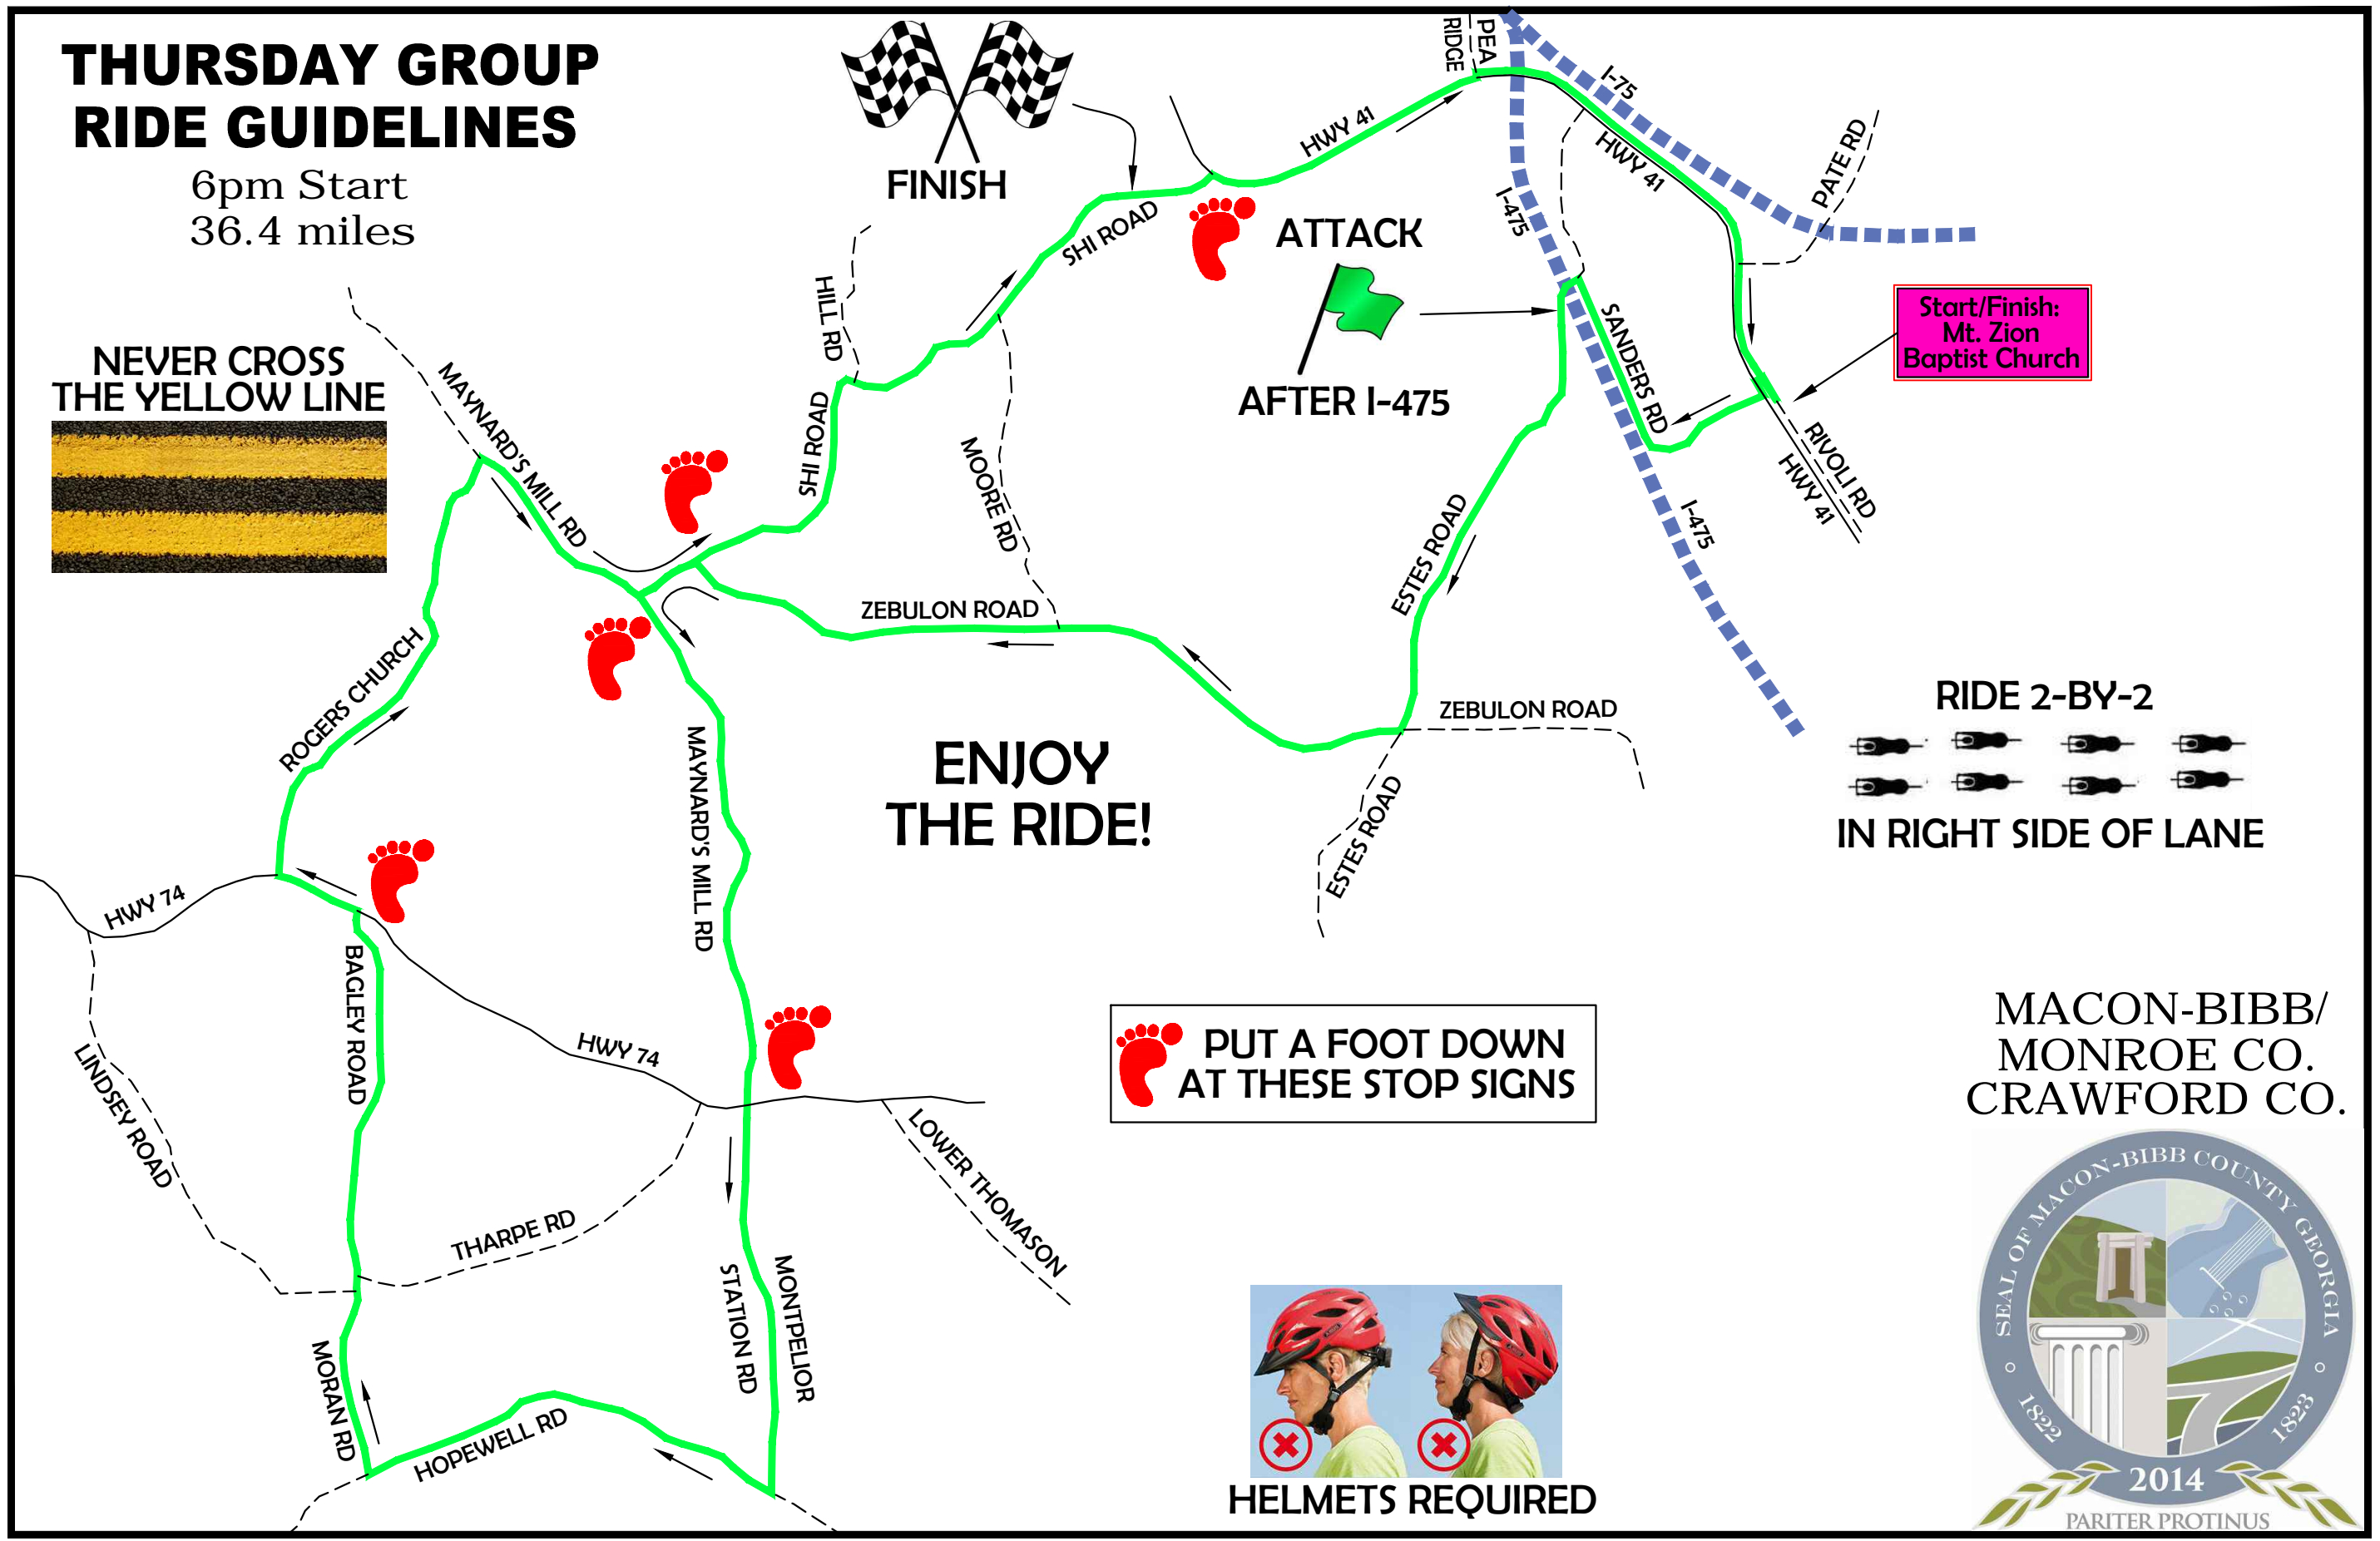 THURSDAY GROUP
RIDE GUIDELINES
6pm Start
36.4 miles
NEVER CROSS
THE YELLOW LINE
FINISH
PEA
RIDGE
I-75
HWY 41
HWY 41
PATE RD
I-475
SHI ROAD
ATTACK
AFTER I-475
HILL RD
SANDERS RD
Start/Finish:
Mt. Zion
Baptist Church
MAYNARD'S MILL RD
SHI ROAD
MOORE RD
RIVOLI RD
HWY 41
I-475
ESTES ROAD
ZEBULON ROAD
ROGERS CHURCH
ZEBULON ROAD
MAYNARD'S MILL RD
ENJOY
THE RIDE!
ESTES ROAD
RIDE 2-BY-2
IN RIGHT SIDE OF LANE
HWY 74
BAGLEY ROAD
HWY 74
LINDSEY ROAD
PUT A FOOT DOWN
AT THESE STOP SIGNS
MACON-BIBB/
MONROE CO.
CRAWFORD CO.
LOWER THOMASON
THARPE RD
MONTPELIOR
STATION RD
MORAN RD
HOPEWELL RD
HELMETS REQUIRED
SEAL OF MACON-BIBB COUNTY GEORGIA
1822
1823
2014
PARITER PROTINUS